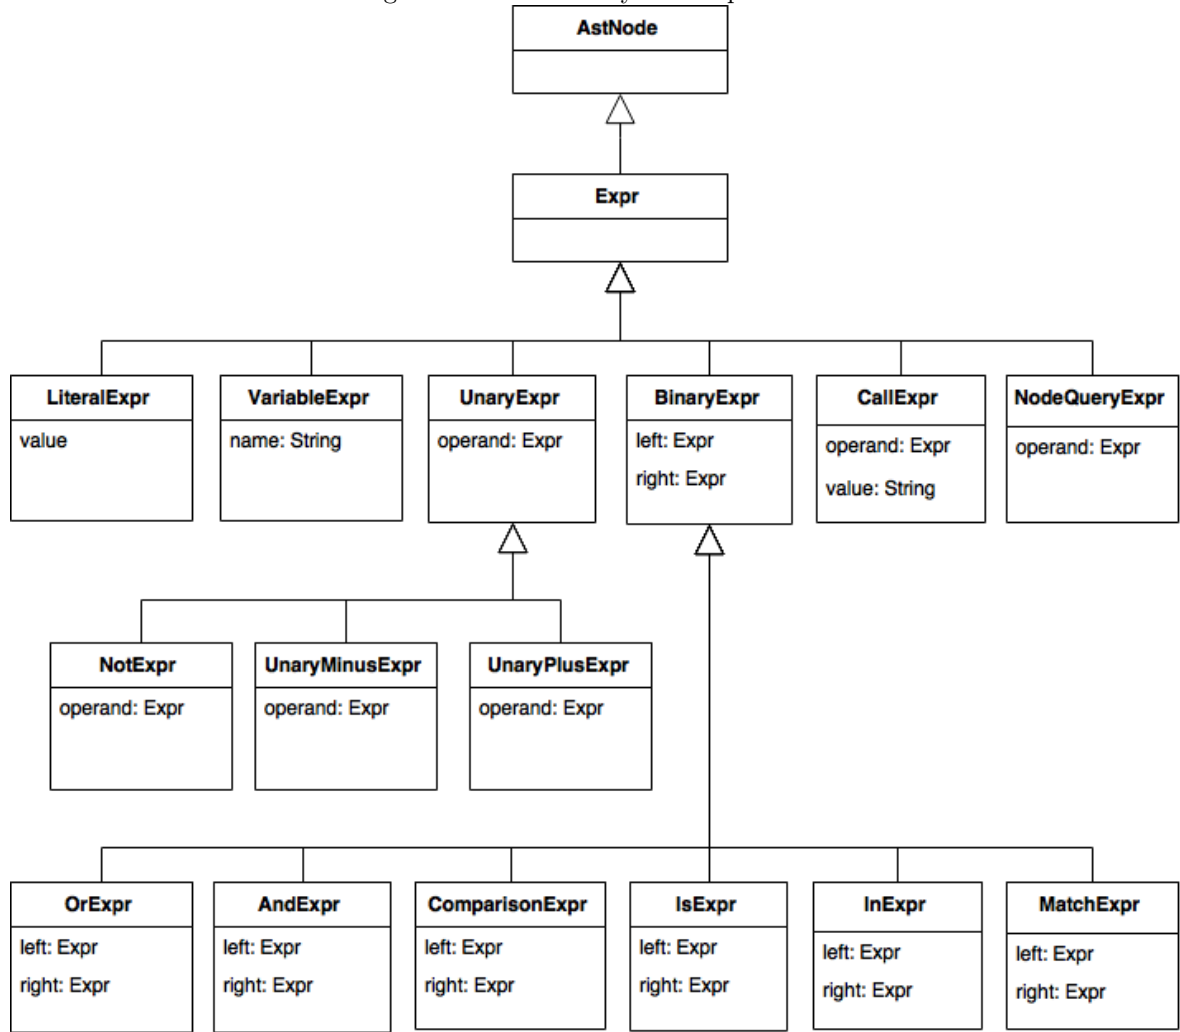 AstNode
Expr
LiteralExpr
value
VariableExpr
name: String
UnaryExpr
operand: Expr
BinaryExpr
left: Expr
right: Expr
CallExpr
operand: Expr
value: String
NodeQueryExpr
operand: Expr
NotExpr
operand: Expr
UnaryMinusExpr
operand: Expr
UnaryPlusExpr
operand: Expr
OrExpr
left: Expr
right: Expr
AndExpr
left: Expr
right: Expr
ComparisonExpr
left: Expr
right: Expr
IsExpr
left: Expr
right: Expr
InExpr
left: Expr
right: Expr
MatchExpr
left: Expr
right: Expr